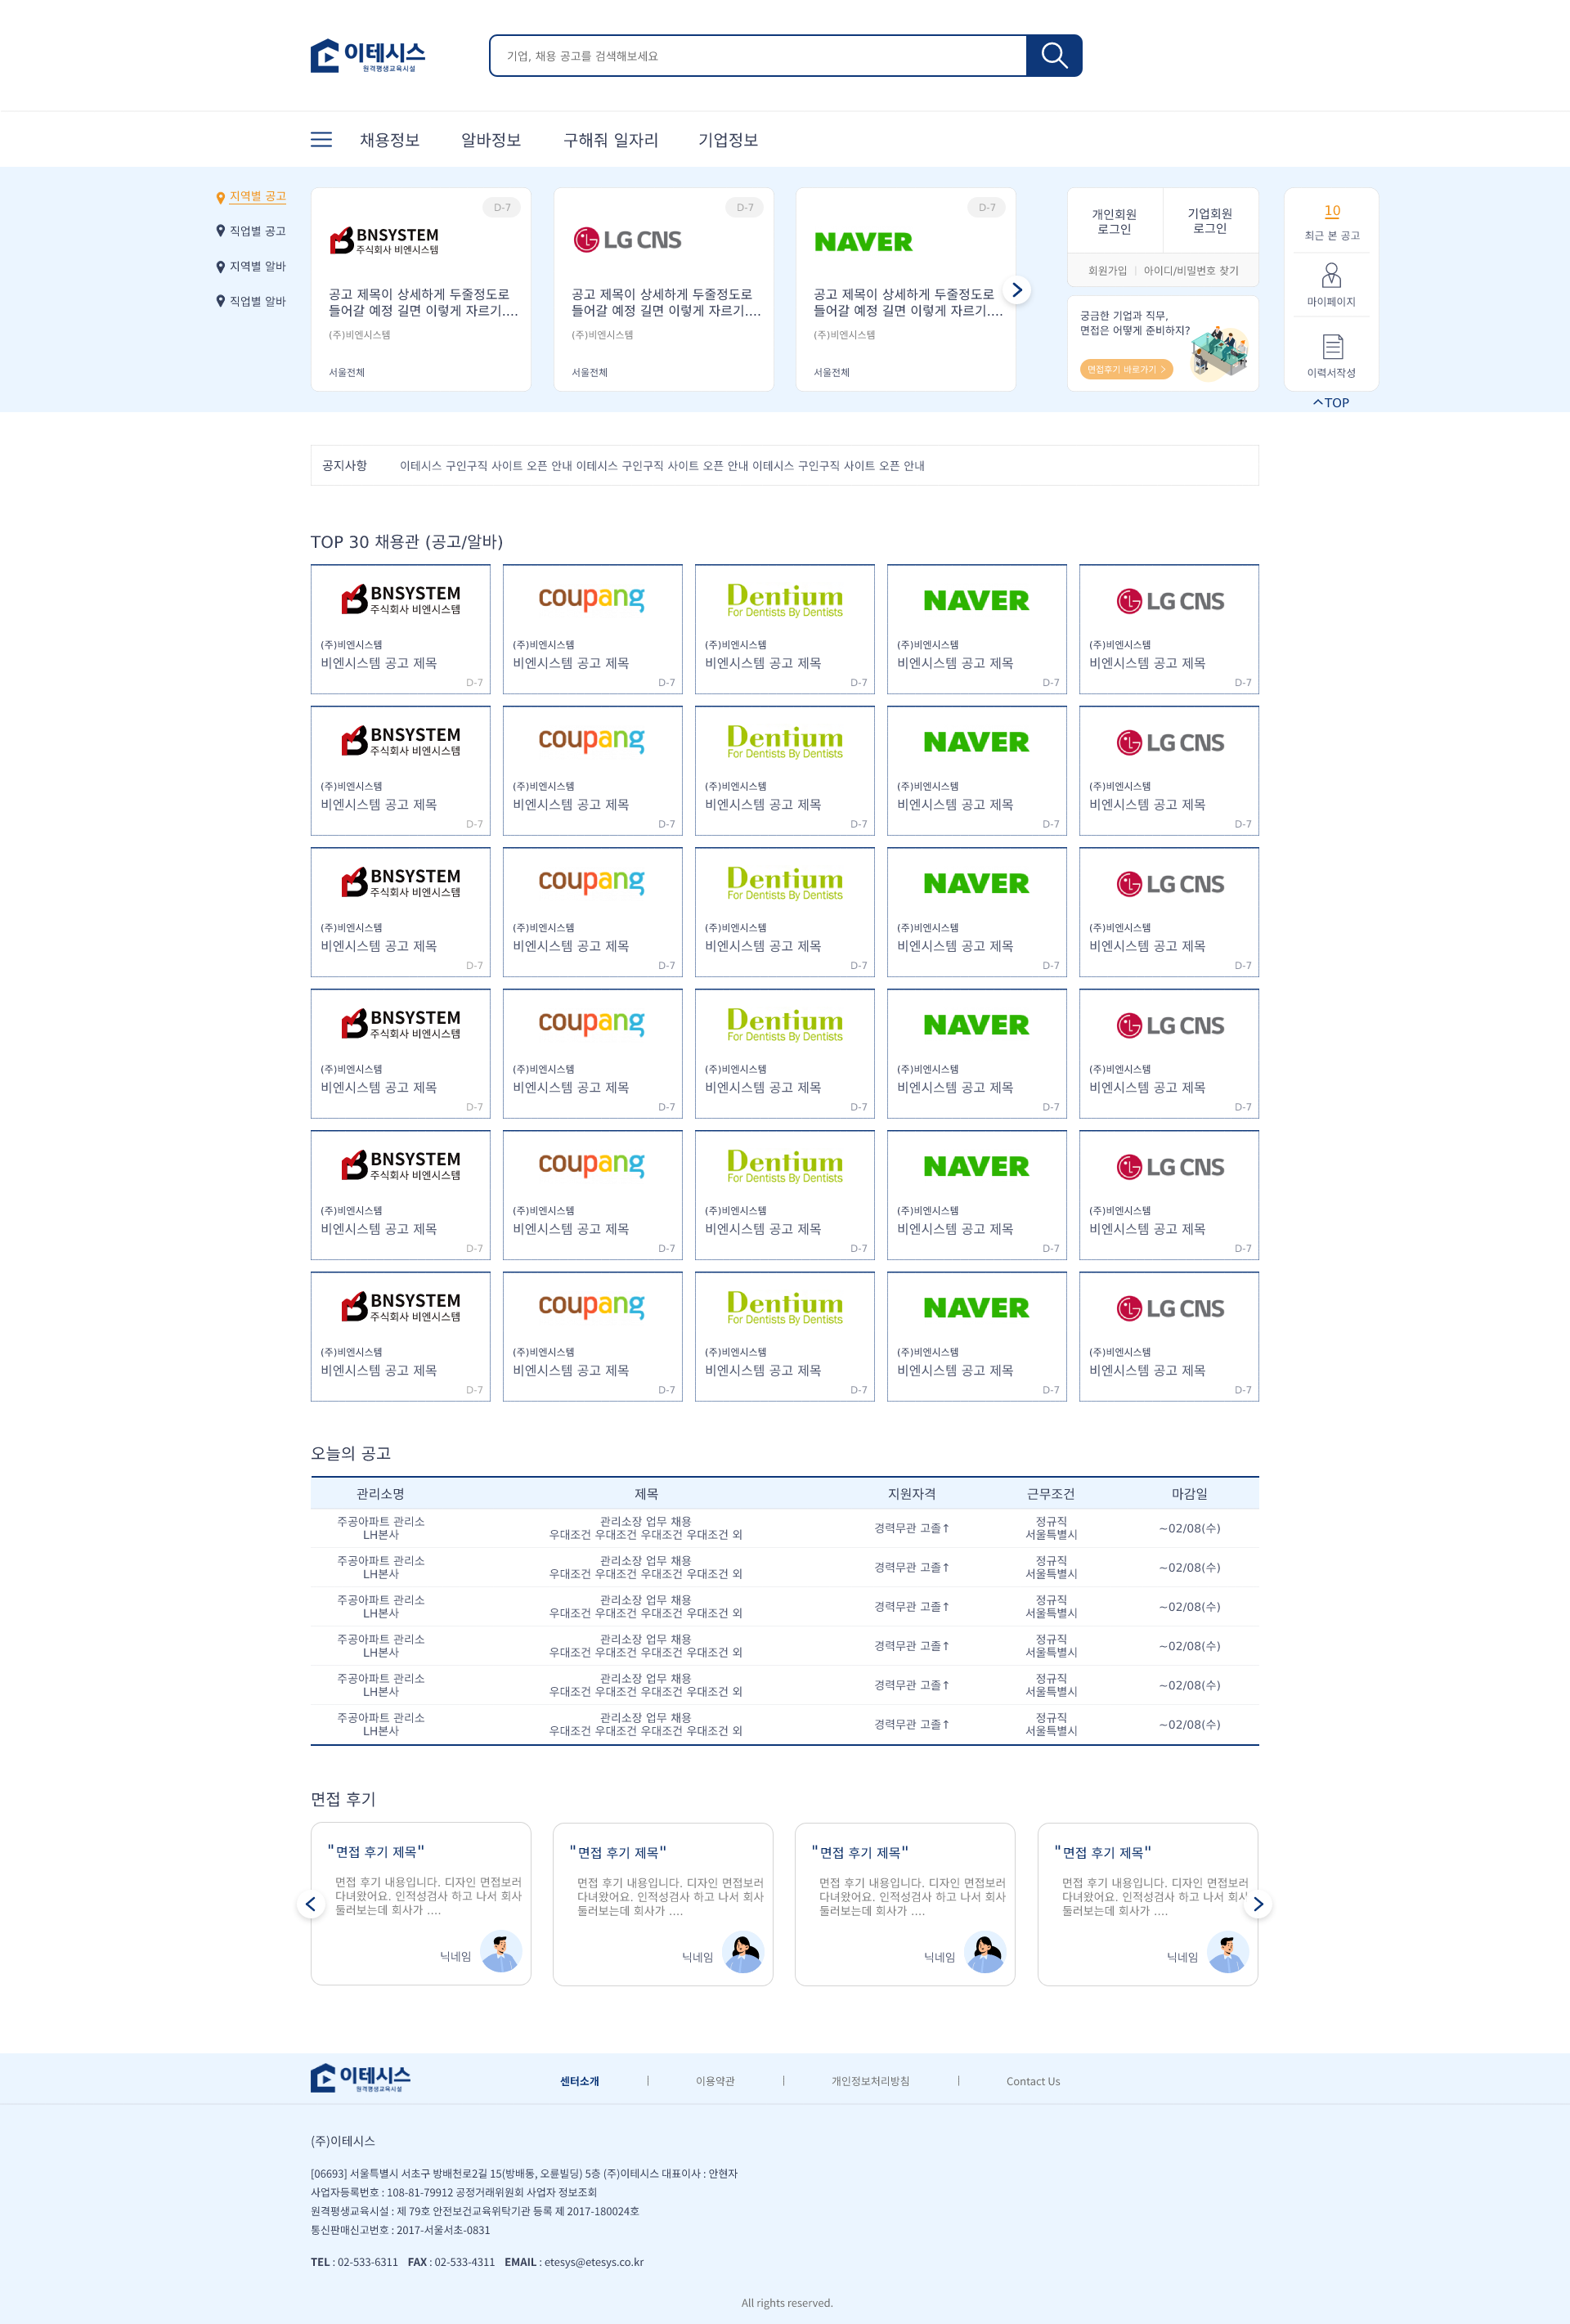 이테시스
원격평생교육시설
기업, 채용 공고를 검색해보세요
채용정보 알바정보 구해줘 일자리 기업정보
지역별 공고
직업별 공고
지역별 알바
직업별 알바
D-7
BNSYSTEM
주식회사 비엔시스템
공고 제목이 상세하게 두줄정도로
들어갈 예정 길면 이렇게 자르기....
(주)비엔시스템
서울전체
D-7
LG CNS
공고 제목이 상세하게 두줄정도로
들어갈 예정 길면 이렇게 자르기....
(주)비엔시스템
서울전체
D-7
NAVER
공고 제목이 상세하게 두줄정도로
들어갈 예정 길면 이렇게 자르기....
(주)비엔시스템
서울전체
개인회원
로그인
기업회원
로그인
회원가입 | 아이디/비밀번호 찾기
궁금한 기업과 직무,
면접은 어떻게 준비하지?
면접후기 바로가기 >
10
최근 본 공고
마이페이지
이력서작성
TOP
공지사항 이테시스 구인구직 사이트 오픈 안내 이테시스 구인구직 사이트 오픈 안내 이테시스 구인구직 사이트 오픈 안내
TOP 30 채용관 (공고/알바)
BNSYSTEM coupang Dentium NAVER LG CNS
주식회사 비엔시스템 For Dentists By Dentists
(주)비엔시스템 (주)비엔시스템 (주)비엔시스템 (주)비엔시스템 (주)비엔시스템
비엔시스템 공고 제목 비엔시스템 공고 제목 비엔시스템 공고 제목 비엔시스템 공고 제목 비엔시스템 공고 제목
D-7 D-7 D-7 D-7 D-7
BNSYSTEM coupang Dentium NAVER LG CNS
주식회사 비엔시스템 For Dentists By Dentists
(주)비엔시스템 (주)비엔시스템 (주)비엔시스템 (주)비엔시스템 (주)비엔시스템
비엔시스템 공고 제목 비엔시스템 공고 제목 비엔시스템 공고 제목 비엔시스템 공고 제목 비엔시스템 공고 제목
D-7 D-7 D-7 D-7 D-7
BNSYSTEM coupang Dentium NAVER LG CNS
주식회사 비엔시스템 For Dentists By Dentists
(주)비엔시스템 (주)비엔시스템 (주)비엔시스템 (주)비엔시스템 (주)비엔시스템
비엔시스템 공고 제목 비엔시스템 공고 제목 비엔시스템 공고 제목 비엔시스템 공고 제목 비엔시스템 공고 제목
D-7 D-7 D-7 D-7 D-7
BNSYSTEM coupang Dentium NAVER LG CNS
주식회사 비엔시스템 For Dentists By Dentists
(주)비엔시스템 (주)비엔시스템 (주)비엔시스템 (주)비엔시스템 (주)비엔시스템
비엔시스템 공고 제목 비엔시스템 공고 제목 비엔시스템 공고 제목 비엔시스템 공고 제목 비엔시스템 공고 제목
D-7 D-7 D-7 D-7 D-7
BNSYSTEM coupang Dentium NAVER LG CNS
주식회사 비엔시스템 For Dentists By Dentists
(주)비엔시스템 (주)비엔시스템 (주)비엔시스템 (주)비엔시스템 (주)비엔시스템
비엔시스템 공고 제목 비엔시스템 공고 제목 비엔시스템 공고 제목 비엔시스템 공고 제목 비엔시스템 공고 제목
D-7 D-7 D-7 D-7 D-7
BNSYSTEM coupang Dentium NAVER LG CNS
주식회사 비엔시스템 For Dentists By Dentists
(주)비엔시스템 (주)비엔시스템 (주)비엔시스템 (주)비엔시스템 (주)비엔시스템
비엔시스템 공고 제목 비엔시스템 공고 제목 비엔시스템 공고 제목 비엔시스템 공고 제목 비엔시스템 공고 제목
D-7 D-7 D-7 D-7 D-7
오늘의 공고
관리소명 제목 지원자격 근무조건 마감일
주공아파트 관리소 관리소장 업무 채용 경력무관 고졸↑ 정규직 ~02/08(수)
LH본사 우대조건 우대조건 우대조건 우대조건 외 서울특별시
주공아파트 관리소 관리소장 업무 채용 경력무관 고졸↑ 정규직 ~02/08(수)
LH본사 우대조건 우대조건 우대조건 우대조건 외 서울특별시
주공아파트 관리소 관리소장 업무 채용 경력무관 고졸↑ 정규직 ~02/08(수)
LH본사 우대조건 우대조건 우대조건 우대조건 외 서울특별시
주공아파트 관리소 관리소장 업무 채용 경력무관 고졸↑ 정규직 ~02/08(수)
LH본사 우대조건 우대조건 우대조건 우대조건 외 서울특별시
주공아파트 관리소 관리소장 업무 채용 경력무관 고졸↑ 정규직 ~02/08(수)
LH본사 우대조건 우대조건 우대조건 우대조건 외 서울특별시
주공아파트 관리소 관리소장 업무 채용 경력무관 고졸↑ 정규직 ~02/08(수)
LH본사 우대조건 우대조건 우대조건 우대조건 외 서울특별시
면접 후기
"면접 후기 제목"
면접 후기 내용입니다. 디자인 면접보러
다녀왔어요. 인적성검사 하고 나서 회사
둘러보는데 회사가 ....
닉네임
"면접 후기 제목"
면접 후기 내용입니다. 디자인 면접보러
다녀왔어요. 인적성검사 하고 나서 회사
둘러보는데 회사가 ....
닉네임
"면접 후기 제목"
면접 후기 내용입니다. 디자인 면접보러
다녀왔어요. 인적성검사 하고 나서 회사
둘러보는데 회사가 ....
닉네임
"면접 후기 제목"
면접 후기 내용입니다. 디자인 면접보러
다녀왔어요. 인적성검사 하고 나서 회사
둘러보는데 회사가 ....
닉네임
이테시스
원격평생교육시설
센터소개 | 이용약관 | 개인정보처리방침 | Contact Us
(주)이테시스
[06693] 서울특별시 서초구 방배천로2길 15(방배동, 오륜빌딩) 5층 (주)이테시스 대표이사 : 안현자
사업자등록번호 : 108-81-79912 공정거래위원회 사업자 정보조회
원격평생교육시설 : 제 79호 안전보건교육위탁기관 등록 제 2017-180024호
통신판매신고번호 : 2017-서울서초-0831
TEL : 02-533-6311 FAX : 02-533-4311 EMAIL : etesys@etesys.co.kr
All rights reserved.